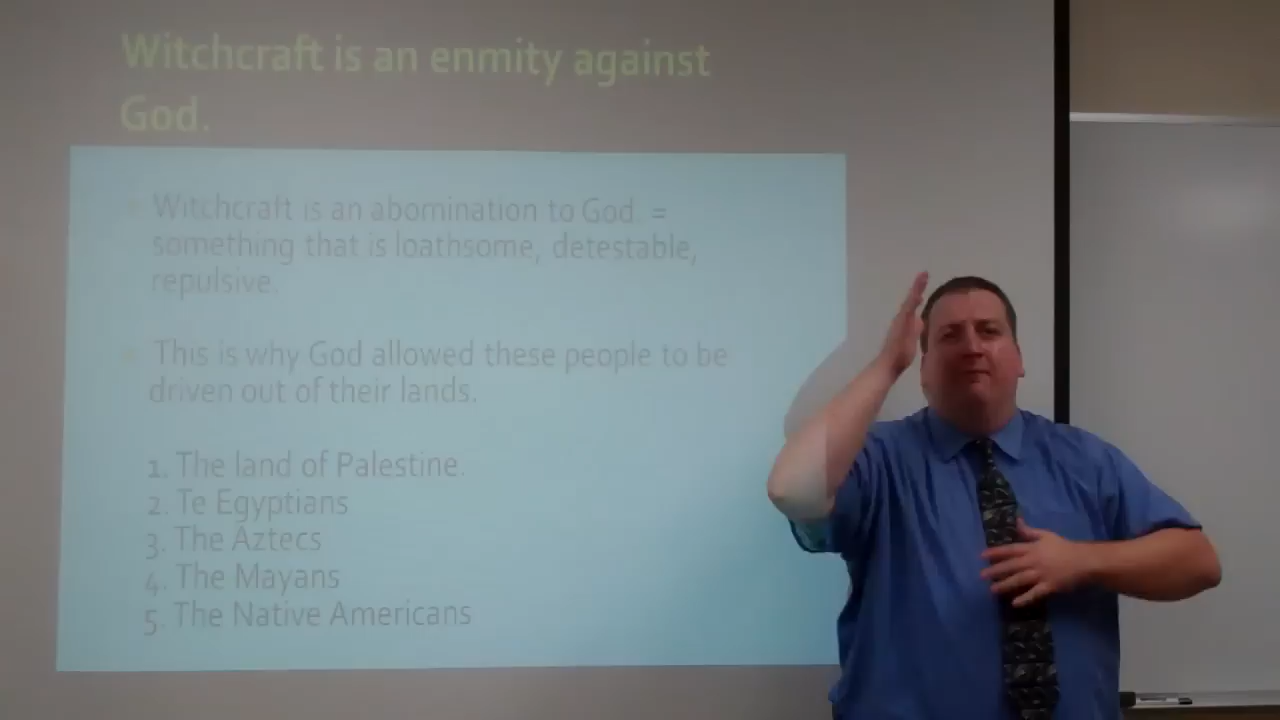 Witchcraft is an enmity against
God.
Witchcraft is an abomination to God =
something that is loathsome, detestable,
repulsive.
This is why God allowed these people to be
driven out of their lands.
1. The land of Palestine.
2. Te Egyptians
3. The Aztecs
4. The Mayans
5. The Native Americans